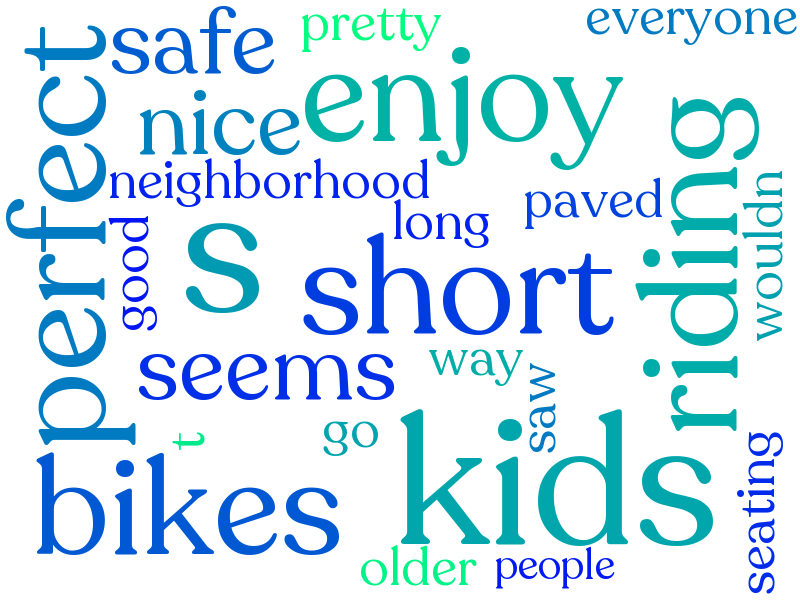 pretty
everyone
safe
enjoy
nice
perfect
riding
neighborhood
paved
wouldn
long
good
s
short
seems
way
saw
go
t
kids
bikes
seating
older
people